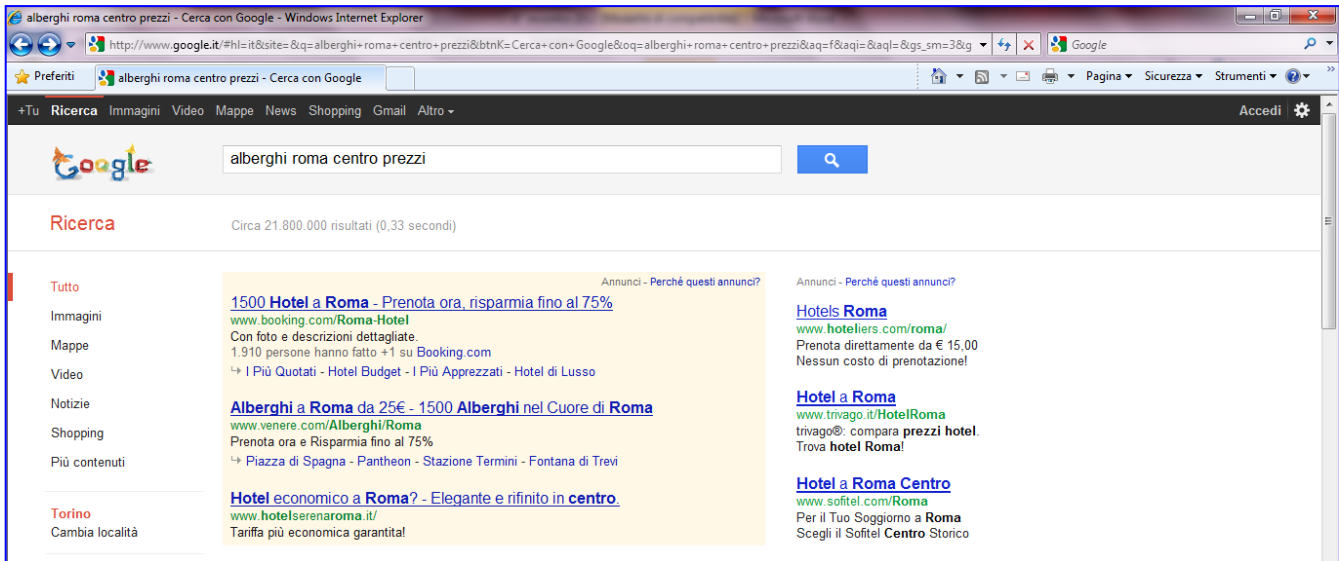 alberghi roma centro prezzi - Cerca con Google - Windows Internet Explorer
http://www.google.it/#hl=it&site=&q=alberghi+roma+centro+prezzi&btnK=Cerca+con+Google&oq=alberghi+roma+centro+prezzi&aq=f&aqi=&aql=&gs_sm=3&g
Google
Preferiti
alberghi roma centro prezzi - Cerca con Google
Pagina Sicurezza Strumenti
+Tu Ricerca Immagini Video Mappe News Shopping Gmail Altro
Accedi
Google
alberghi roma centro prezzi
Ricerca
Circa 21.800.000 risultati (0,33 secondi)
Tutto
Immagini
Mappe
Video
Notizie
Shopping
Più contenuti
Torino
Cambia località
Annunci - Perché questi annunci?
1500 Hotel a Roma - Prenota ora, risparmia fino al 75%
www.booking.com/Roma-Hotel
Con foto e descrizioni dettagliate.
1.910 persone hanno fatto +1 su Booking.com
I Più Quotati - Hotel Budget - I Più Apprezzati - Hotel di Lusso
Alberghi a Roma da 25€ - 1500 Alberghi nel Cuore di Roma
www.venere.com/Alberghi/Roma
Prenota ora e Risparmia fino al 75%
Piazza di Spagna - Pantheon - Stazione Termini - Fontana di Trevi
Hotel economico a Roma? - Elegante e rifinito in centro.
www.hotelserenaroma.it/
Tariffa più economica garantita!
Annunci - Perché questi annunci?
Hotels Roma
www.hoteliers.com/roma/
Prenota direttamente da € 15,00
Nessun costo di prenotazione!
Hotel a Roma
www.trivago.it/HotelRoma
trivago®: compara prezzi hotel.
Trova hotel Roma!
Hotel a Roma Centro
www.sofitel.com/Roma
Per il Tuo Soggiorno a Roma
Scegli il Sofitel Centro Storico